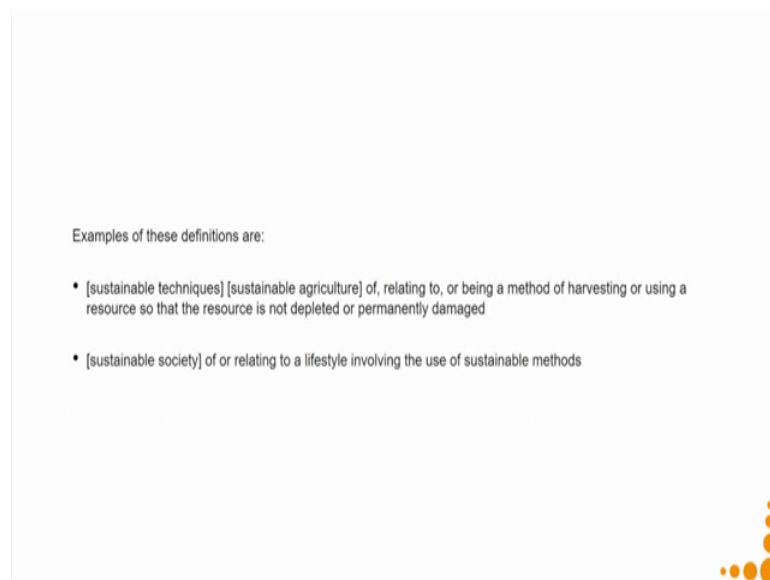 Examples of these definitions are:
• [sustainable techniques] [sustainable agriculture] of, relating to, or being a method of harvesting or using a
resource so that the resource is not depleted or permanently damaged
• [sustainable society] of or relating to a lifestyle involving the use of sustainable methods